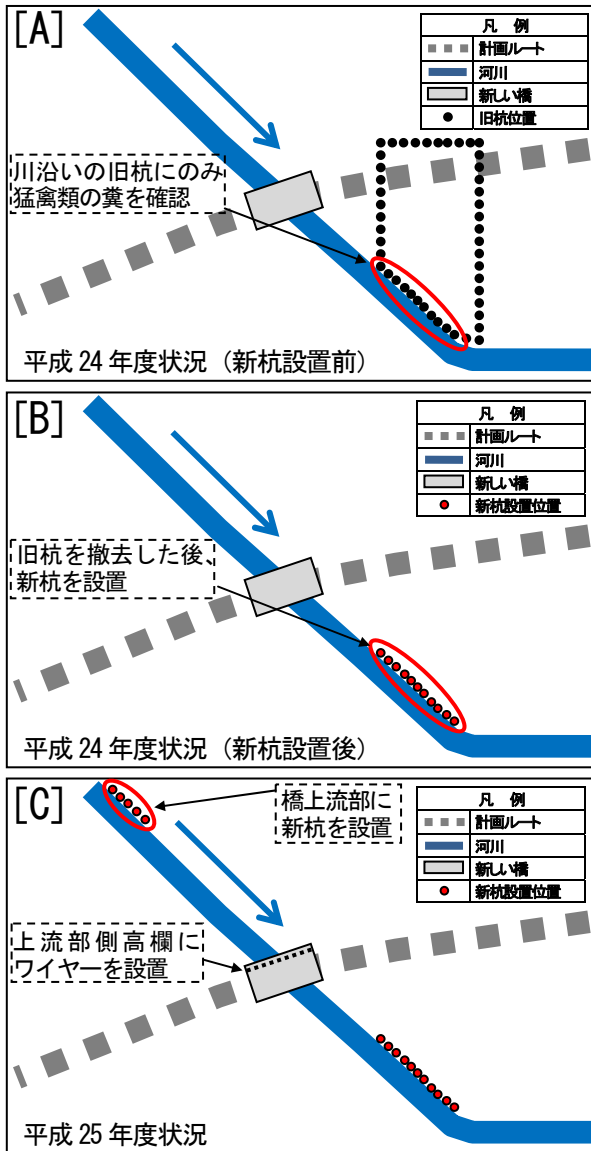 [A]
凡 例
計画ルート
河川
新しい橋
旧杭位置
川沿いの旧杭にのみ
猛禽類の糞を確認
平成 24 年度状況（新杭設置前）
[B]
凡 例
計画ルート
河川
新しい橋
新杭設置位置
旧杭を撤去した後、
新杭を設置
平成 24 年度状況（新杭設置後）
[C]
橋上流部に
新杭を設置
凡 例
計画ルート
河川
新しい橋
新杭設置位置
上流部側高欄に
ワイヤーを設置
平成 25 年度状況